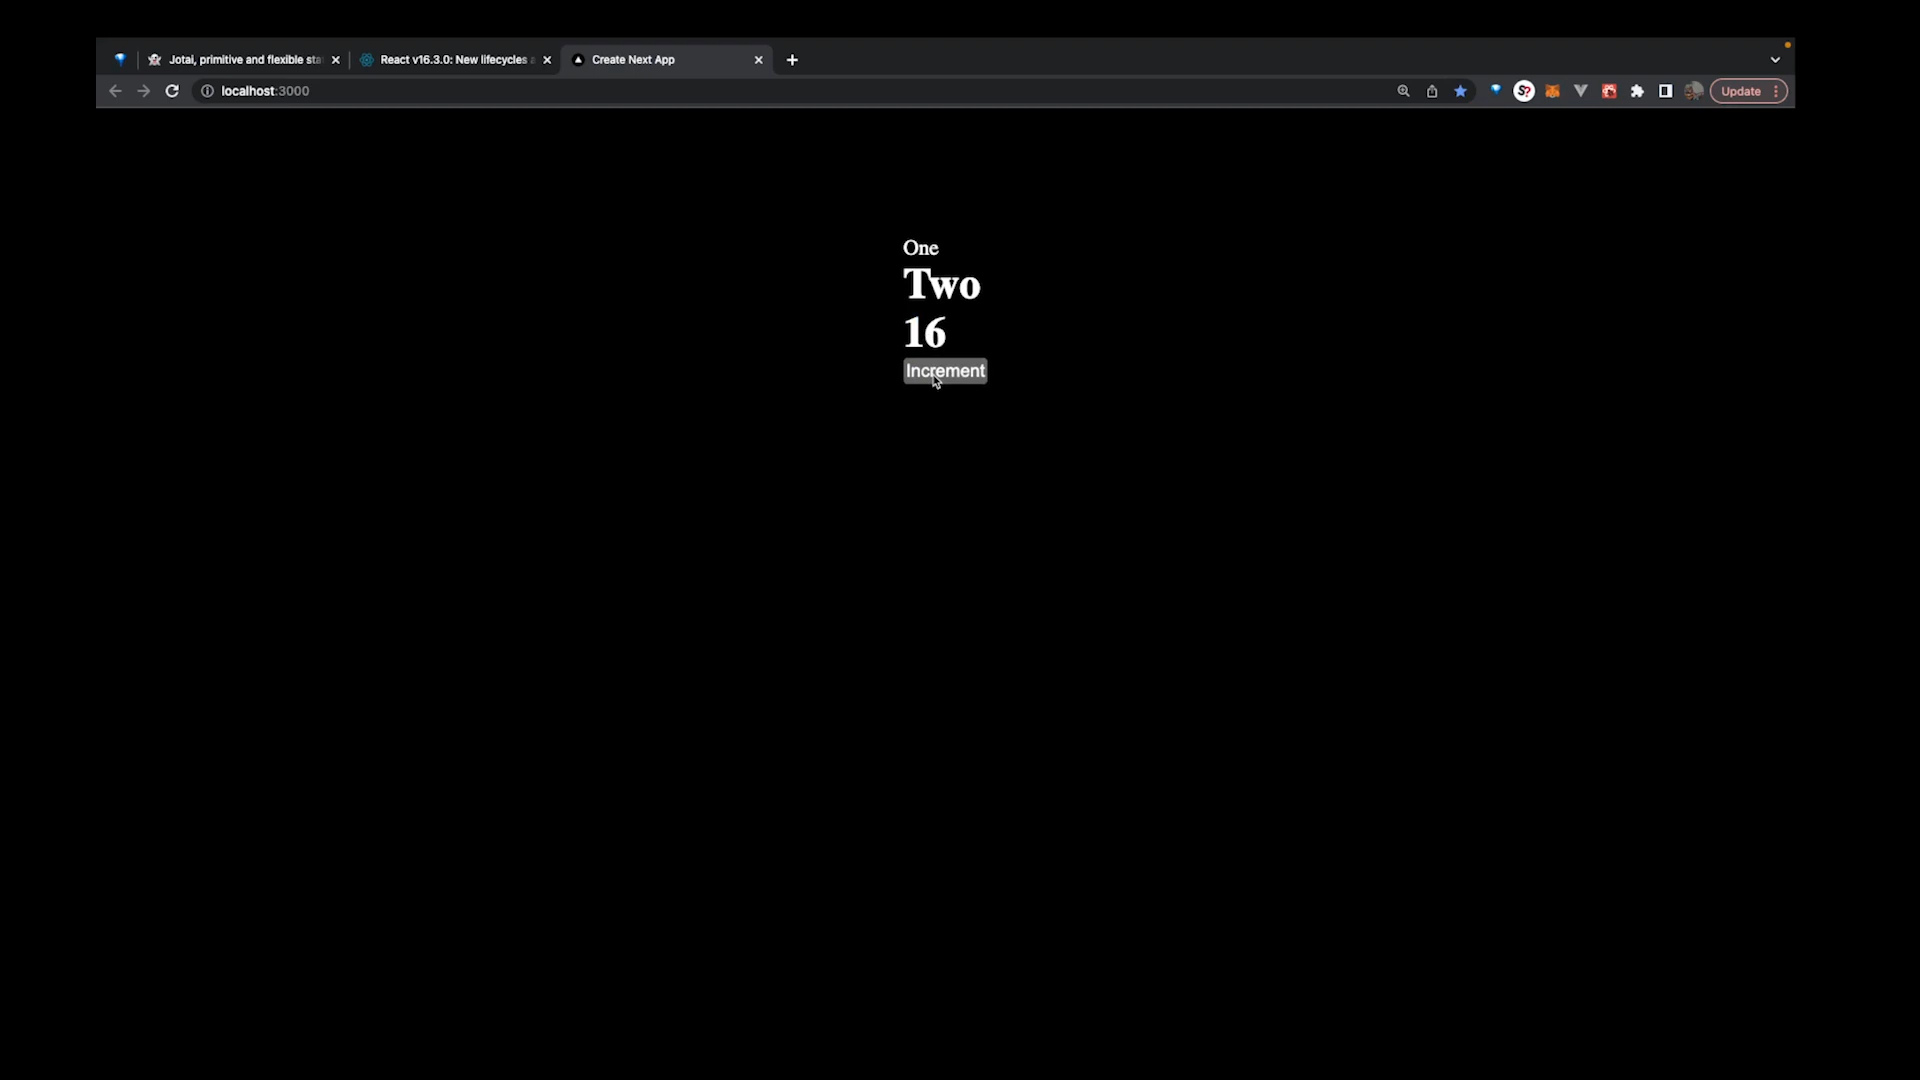 Jotai, primitive and flexible sta
React v16.3.0: New lifecycles a
Create Next App
localhost:3000
S?
Update
One
Two
16
Increment